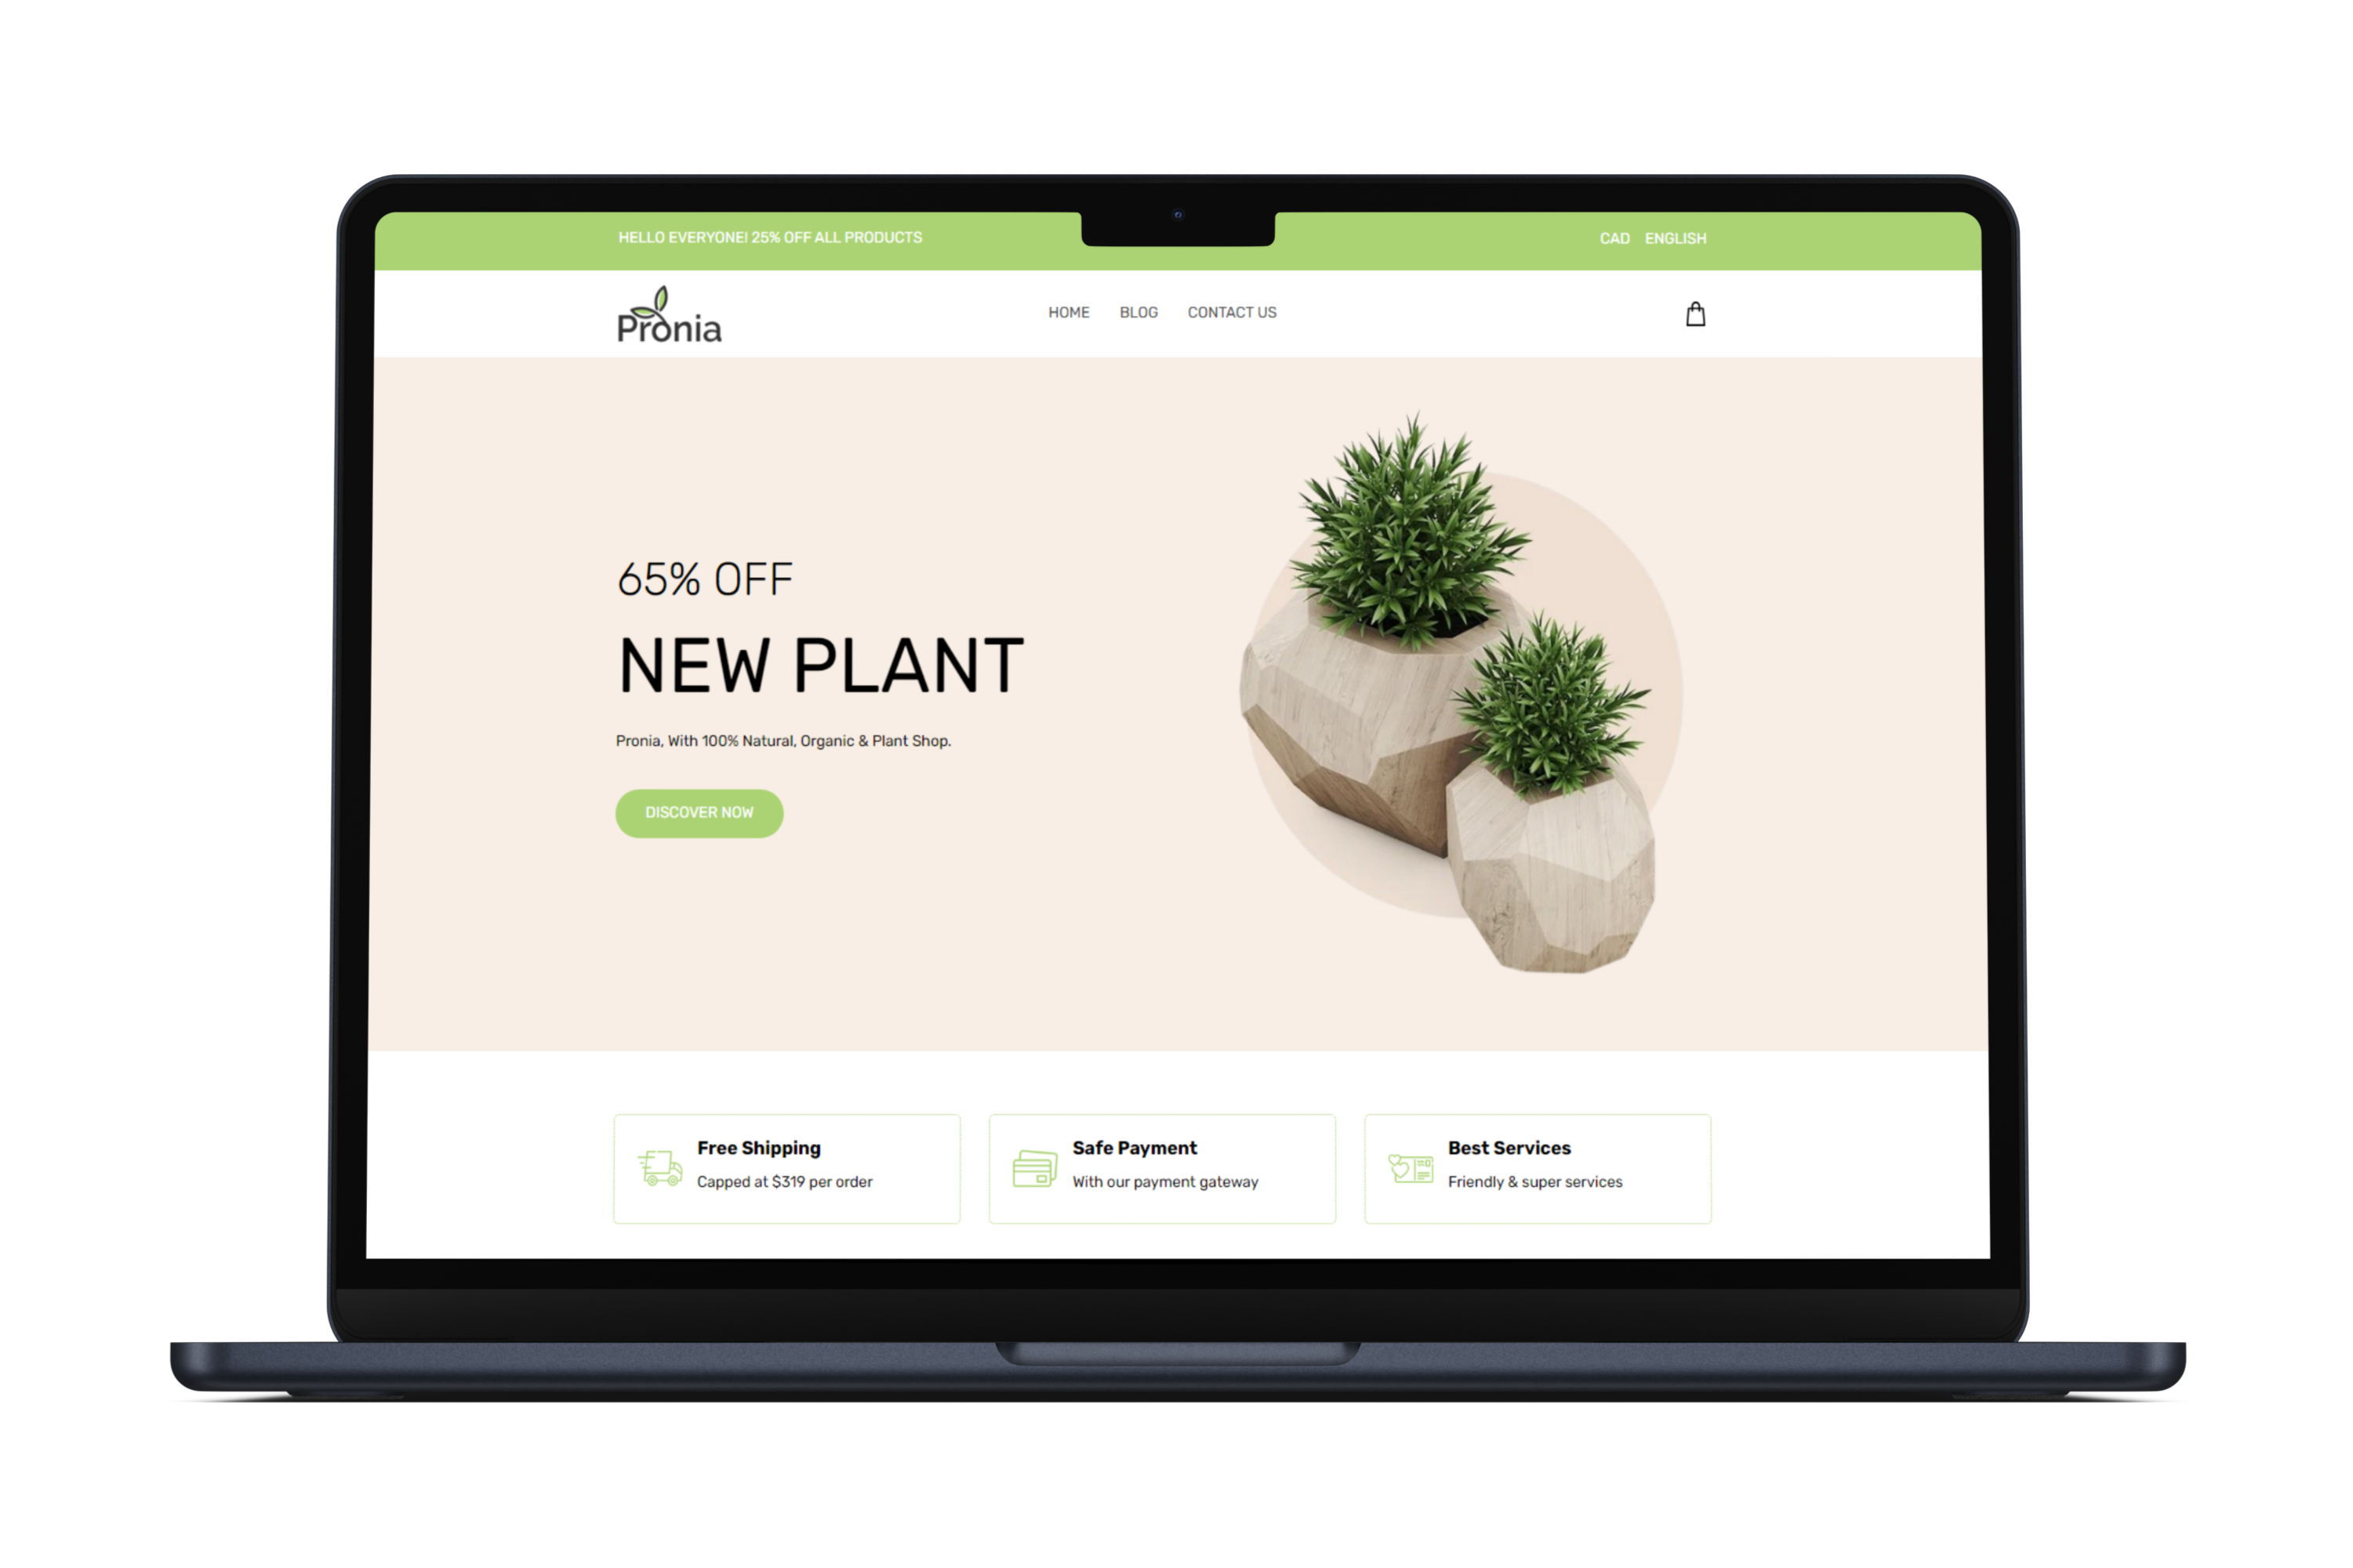 HELLO EVERYONE! 25% OFF ALL PRODUCTS
CAD ENGLISH
Pronia
HOME BLOG CONTACT US
65% OFF
NEW PLANT
Pronia, With 100% Natural, Organic & Plant Shop.
DISCOVER NOW
Free Shipping
Capped at $319 per order
Safe Payment
With our payment gateway
Best Services
Friendly & super services